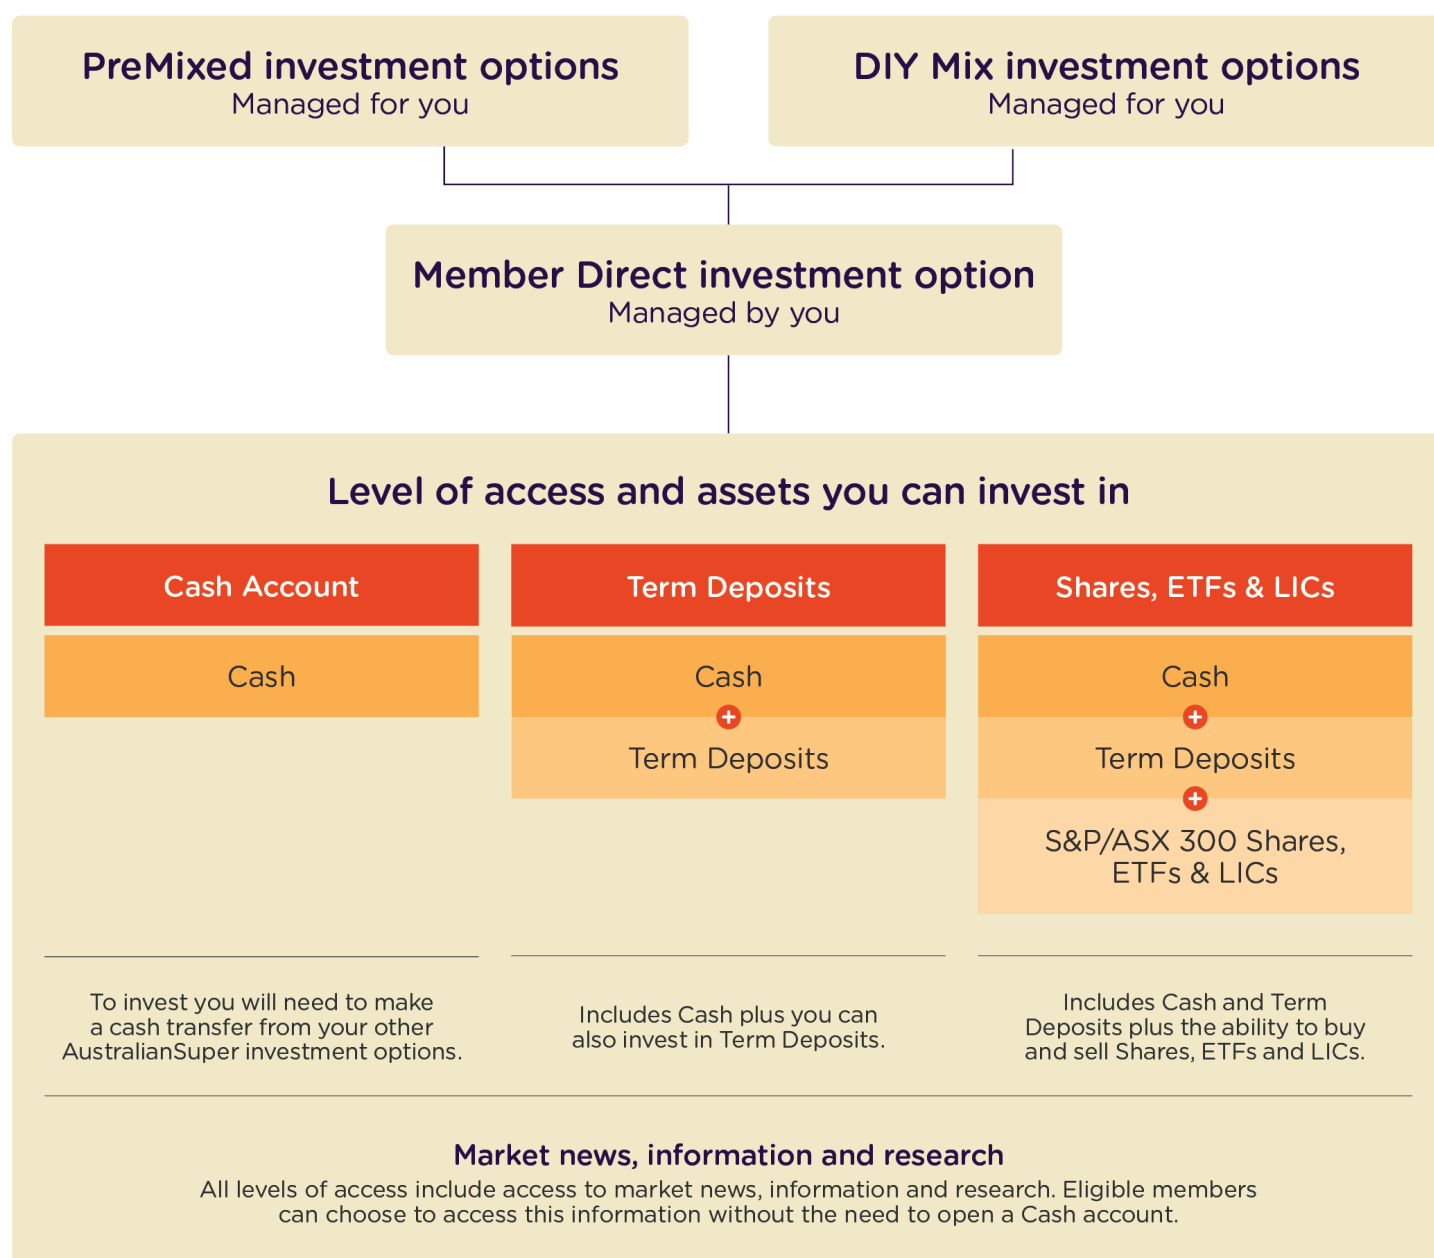 PreMixed investment options
Managed for you
DIY Mix investment options
Managed for you
Member Direct investment option
Managed by you
Level of access and assets you can invest in
Cash Account
Cash
To invest you will need to make
a cash transfer from your other
AustralianSuper investment options.
Term Deposits
Cash
+
Term Deposits
Includes Cash plus you can
also invest in Term Deposits.
Shares, ETFs & LICs
Cash
+
Term Deposits
+
S&P/ASX 300 Shares,
ETFs & LICs
Includes Cash and Term
Deposits plus the ability to buy
and sell Shares, ETFs and LICs.
Market news, information and research
All levels of access include access to market news, information and research. Eligible members
can choose to access this information without the need to open a Cash account.